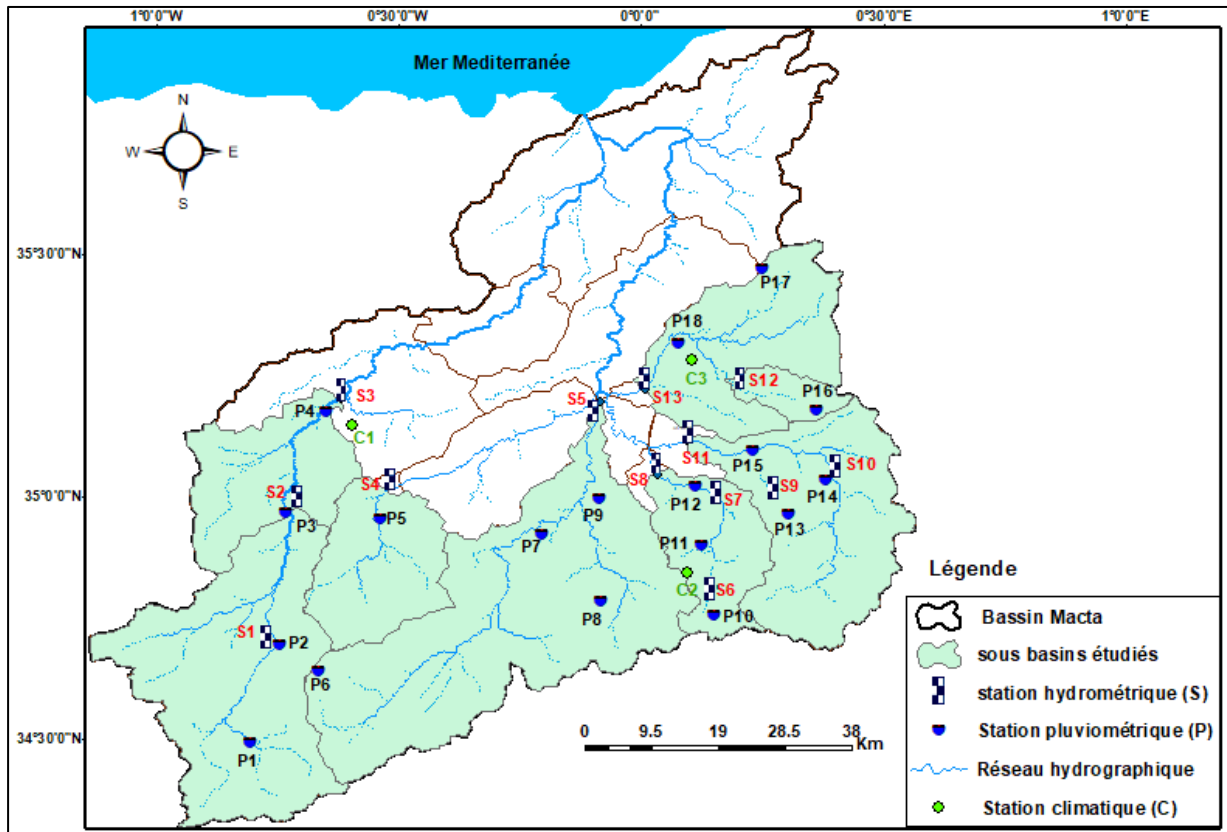 1°0'0"W 0°30'0"W 0°0'0"E 0°30'0"E 1°0'0"E
Mer Mediterranée
N
W E
S
35°30'0"N
P17
P18
C3
S12
P16
S13
S3
S5
P4
C1
S11
P15
S10
S8
S4
S2
P12
S7
S9
P14
P3
P5
P9
P13
P7
P11
C2
S6
P8
P10
S1
P2
P6
P1
35°0'0"N
34°30'0"N
0 9.5 19 28.5 38
Km
Légende
Bassin Macta
sous basins étudiés
station hydrométrique (S)
Station pluviométrique (P)
Réseau hydrographique
Station climatique (C)